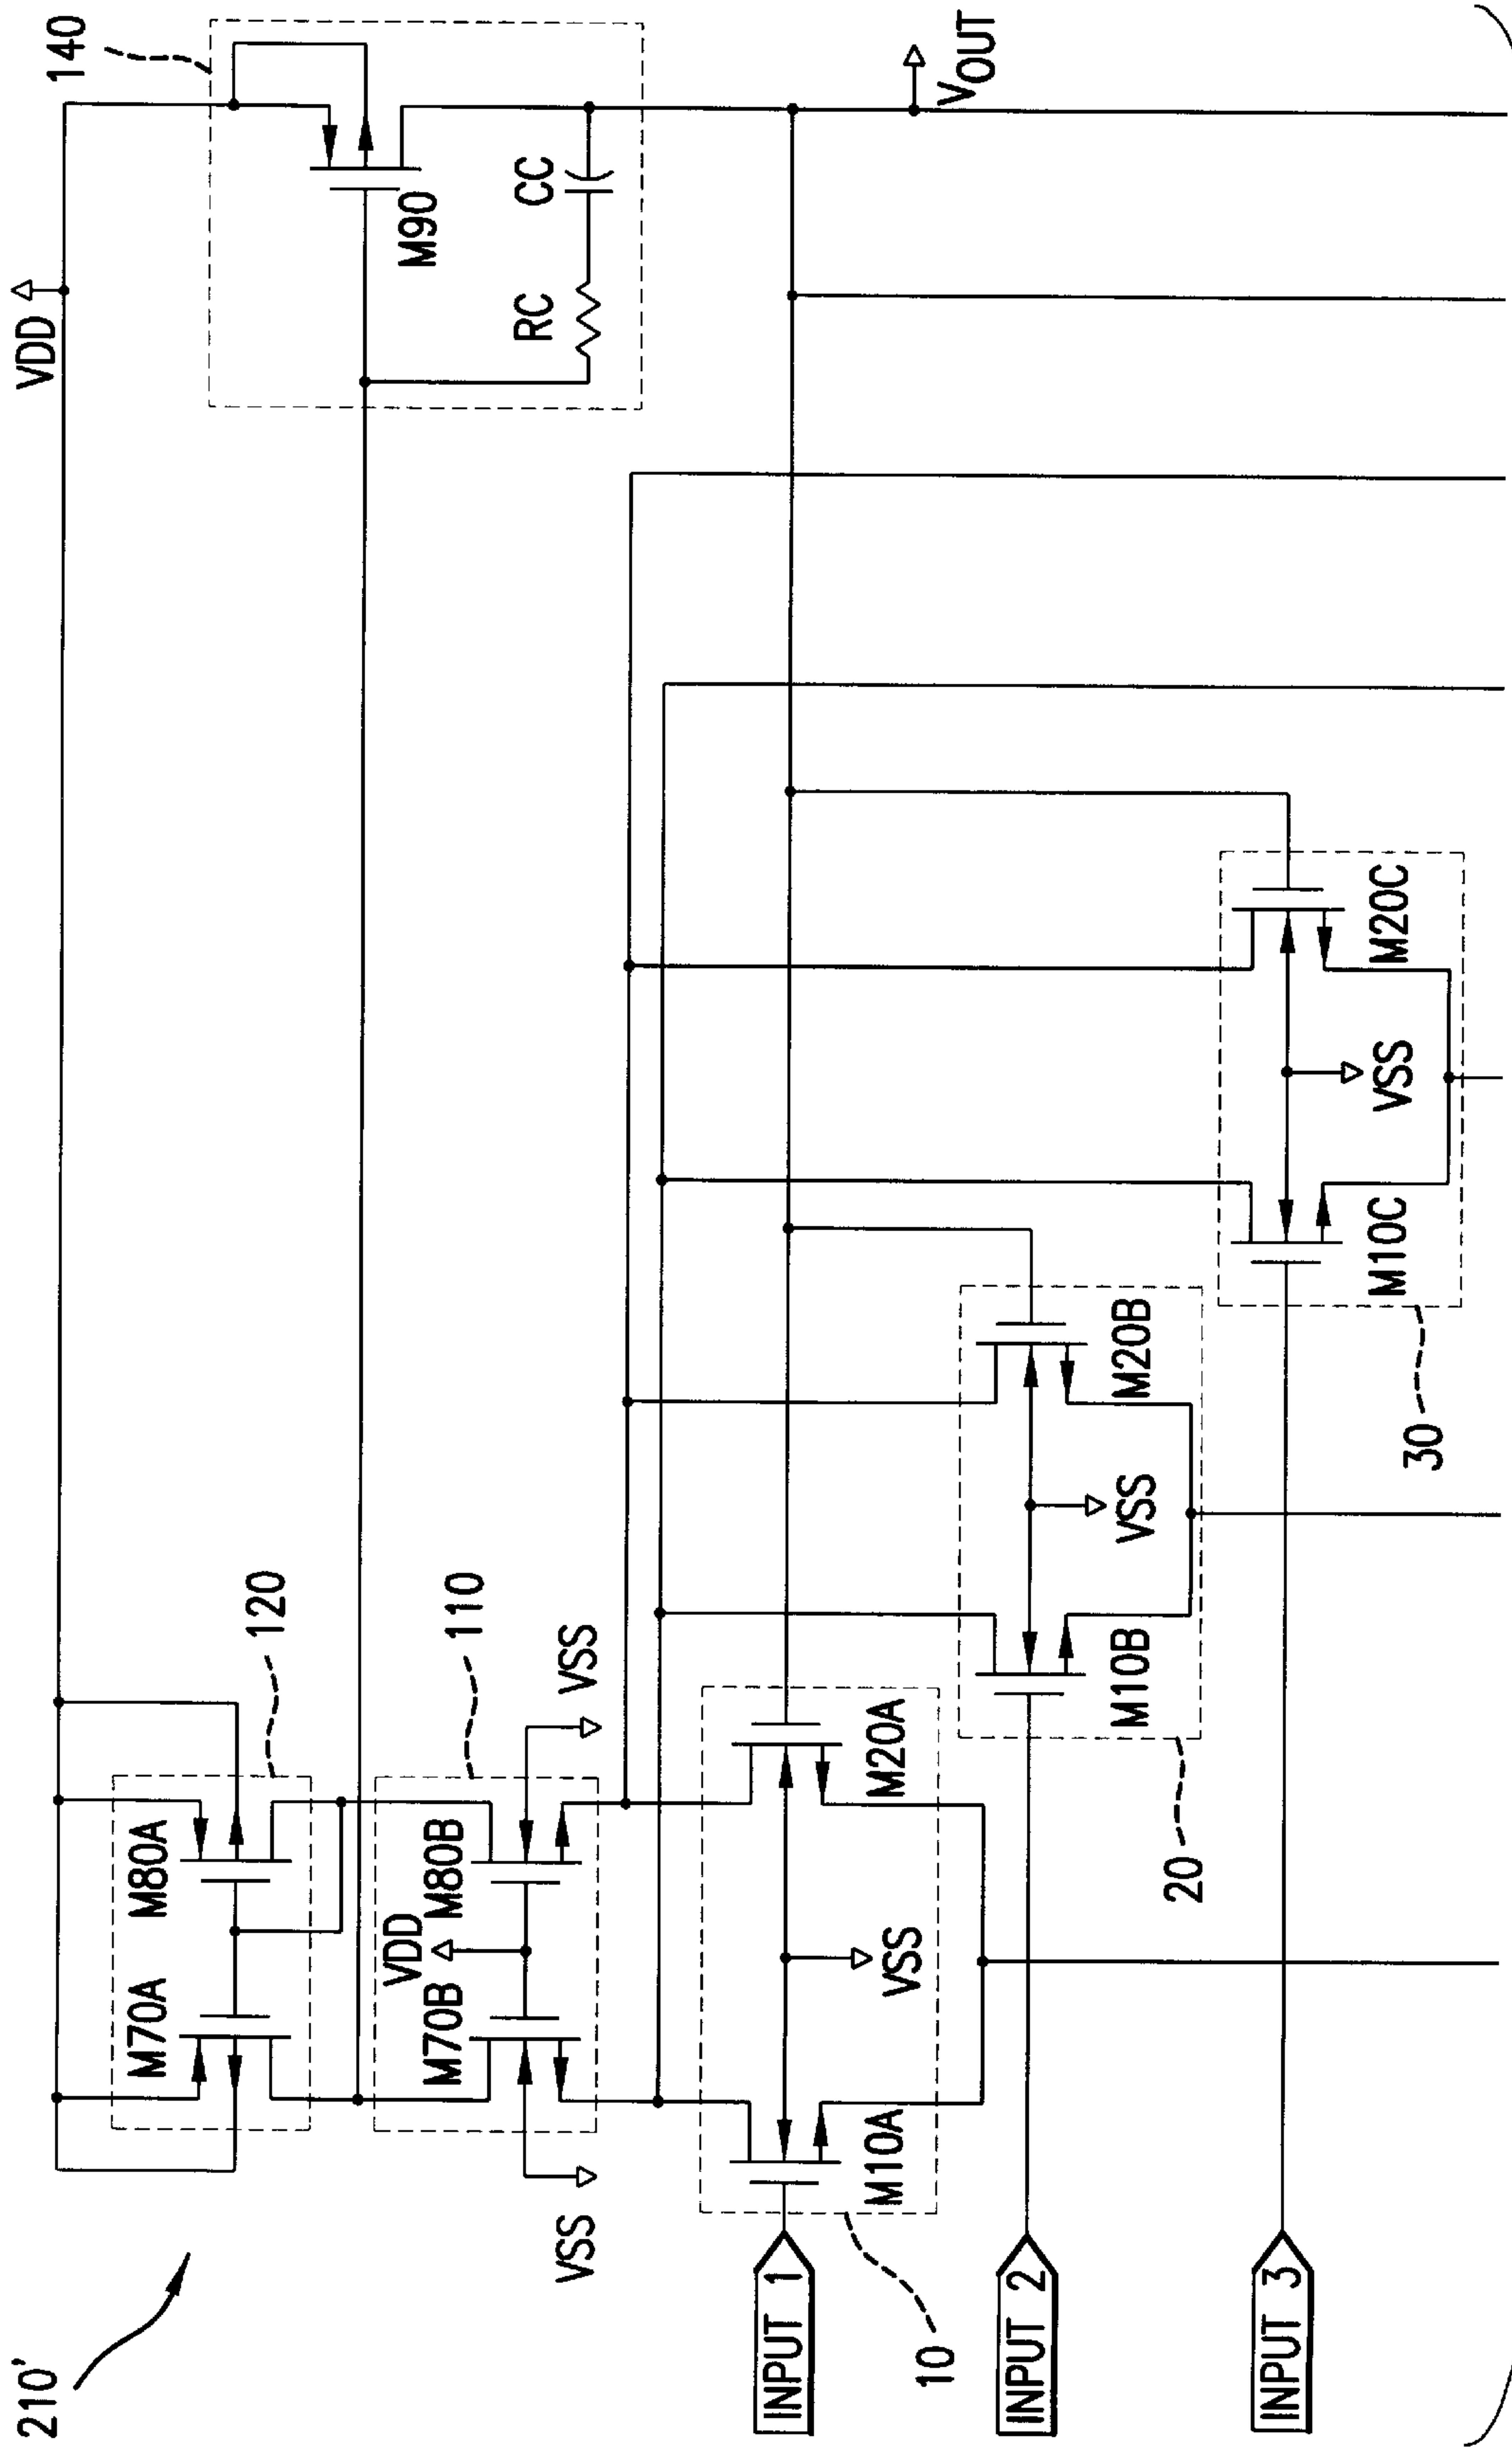 210'
VDD
140
M70A
M80A
120
M90
RC
CC
VDD
M70B
M80B
110
VSS
VSS
V_OUT
INPUT 1
M10A
VSS
M20A
10
INPUT 2
M10B
VSS
M20B
20
INPUT 3
M10C
VSS
M20C
30